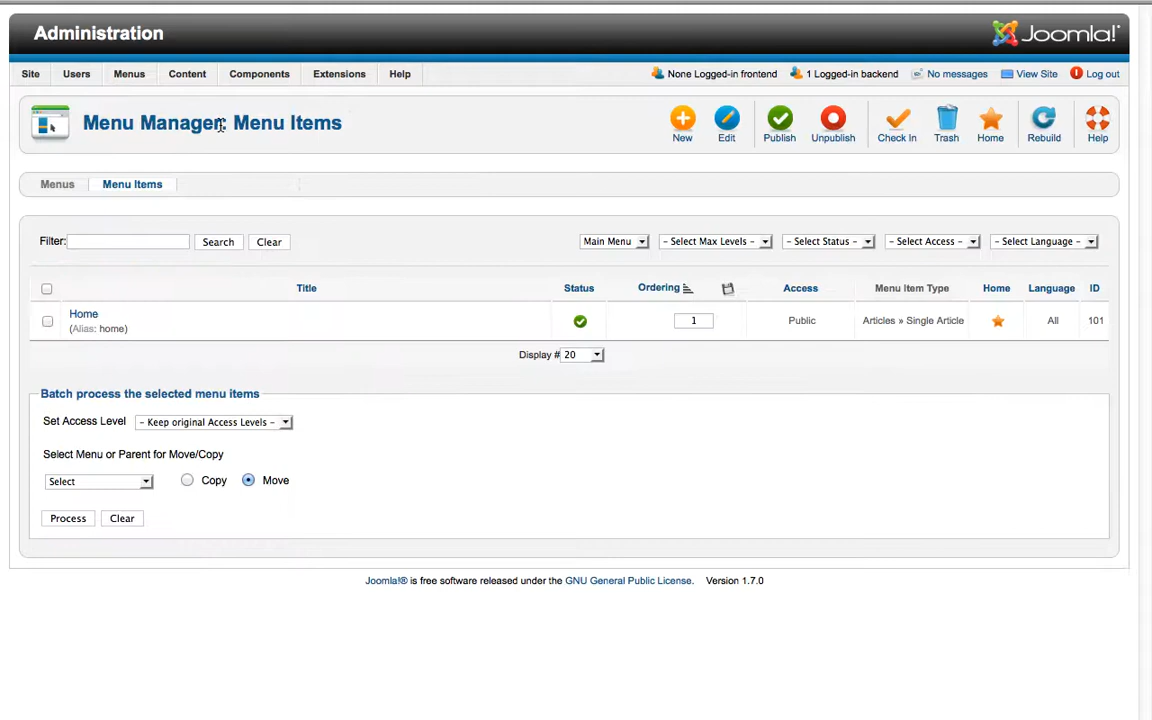 Administration
Joomla!
Site Users Menus Content Components Extensions Help
None Logged-in frontend 1 Logged-in backend No messages View Site Log out
Menu Manager: Menu Items
New Edit Publish Unpublish Check In Trash Home Rebuild Help
Menus Menu Items
Filter: Search Clear Main Menu - Select Max Levels - - Select Status - - Select Access - - Select Language -
Title Status Ordering Access Menu Item Type Home Language ID
Home
(Alias: home) 1 Public Articles » Single Article All 101
Display # 20
Batch process the selected menu items
Set Access Level - Keep original Access Levels -
Select Menu or Parent for Move/Copy
Select Copy Move
Process Clear
Joomla!® is free software released under the GNU General Public License. Version 1.7.0